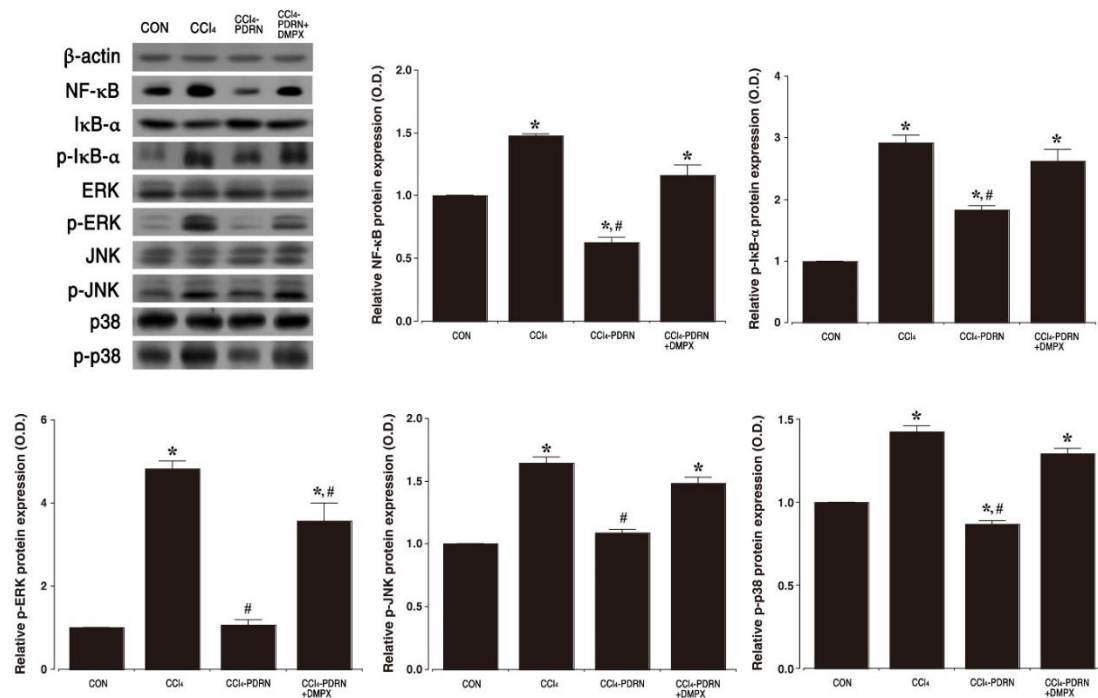 CON CCl₄ CCl₄-PDRN CCl₄-PDRN+DMPX
β-actin
NF-κB
IκB-α
p-IκB-α
ERK
p-ERK
JNK
p-JNK
p38
p-p38
Relative NF-κB protein expression (O.D.)
2.0
1.5
1.0
0.5
0.0
*
*, #
*
CON CCl₄ CCl₄-PDRN CCl₄-PDRN
+DMPX
Relative p-IκB-α protein expression (O.D.)
4
3
2
1
0
*
*, #
*
CON CCl₄ CCl₄-PDRN CCl₄-PDRN
+DMPX
Relative p-ERK protein expression (O.D.)
6
4
2
0
*
#
*, #
CON CCl₄ CCl₄-PDRN CCl₄-PDRN
+DMPX
Relative p-JNK protein expression (O.D.)
2.0
1.5
1.0
0.5
0.0
*
#
*
CON CCl₄ CCl₄-PDRN CCl₄-PDRN
+DMPX
Relative p-p38 protein expression (O.D.)
1.5
1.0
0.5
0.0
*
*, #
*
CON CCl₄ CCl₄-PDRN CCl₄-PDRN
+DMPX